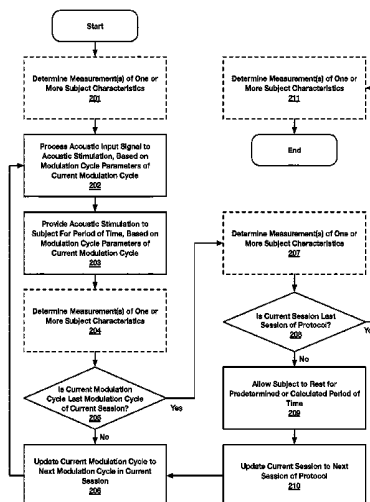 Start
Determine Measurement(s) of One or
More Subject Characteristics
201
Process Acoustic Input Signal to
Acoustic Stimulation, Based on
Modulation Cycle Parameters of
Current Modulation Cycle
202
Provide Acoustic Stimulation to
Subject For Period of Time, Based on
Modulation Cycle Parameters of
Current Modulation Cycle
203
Determine Measurement(s) of One
or More Subject Characteristics
204
Is Current Modulation
Cycle Last Modulation Cycle
of Current Session?
205
Yes
No
Update Current Modulation Cycle to
Next Modulation Cycle in Current
Session
206
Determine Measurement(s) of One or
More Subject Characteristics
211
End
Determine Measurement(s) of One or
More Subject Characteristics
207
Is Current Session Last
Session of Protocol?
208
No
Allow Subject to Rest for
Predetermined or Calculated Period of
Time
209
Update Current Session to Next
Session of Protocol
210